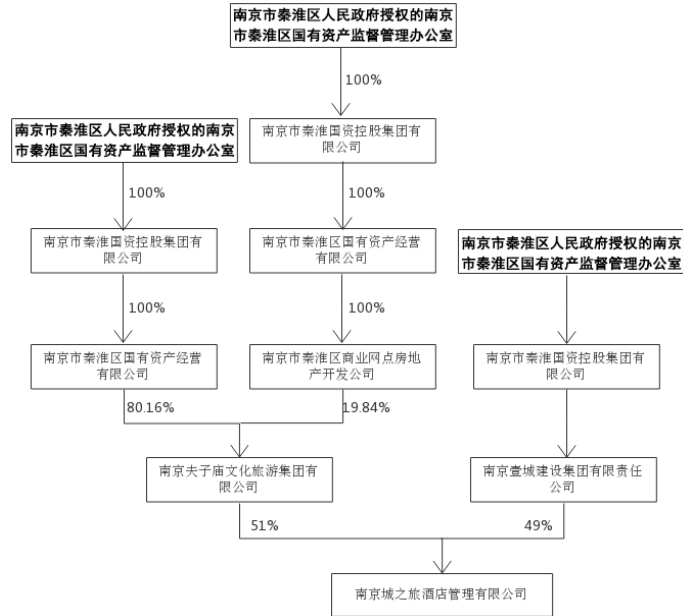 南京市秦淮区人民政府授权的南京
市秦淮区国有资产监督管理办公室
100%
南京市秦淮区人民政府授权的南京
市秦淮区国有资产监督管理办公室
南京市秦淮国资控股集团有
限公司
100%
100%
南京市秦淮国资控股集团有
限公司
南京市秦淮区国有资产经营
有限公司
南京市秦淮区人民政府授权的南京
市秦淮区国有资产监督管理办公室
100%
100%
南京市秦淮区国有资产经营
有限公司
南京市秦淮区商业网点房地
产开发公司
南京市秦淮国资控股集团有
限公司
80.16%
19.84%
南京夫子庙文化旅游集团有
限公司
南京壹城建设集团有限责任
公司
51%
49%
南京城之旅酒店管理有限公司